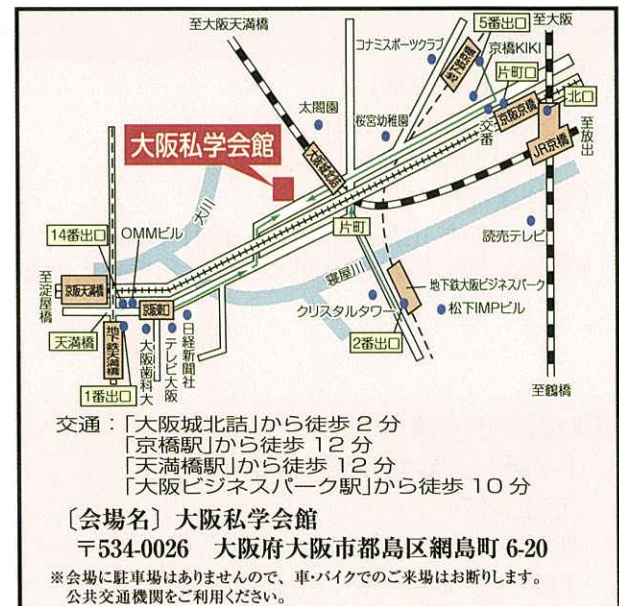 至大阪天満橋
コナミスポーツクラブ
5番出口
至大阪
地下鉄京橋
京橋KIKI
片町口
太閤園
桜宮幼稚園
北口
交番
京阪京橋
JR京橋
至放出
大阪私学会館
大阪城北詰
大川
片町
14番出口
OMMビル
読売テレビ
至淀屋橋
京阪天満橋
京阪東口
寝屋川
地下鉄大阪ビジネスパーク
天満橋
地下鉄天満橋
大阪歯科大
テレビ大阪
日経新聞社
クリスタルタワー
松下IMPビル
2番出口
1番出口
至鶴橋
交通:「大阪城北詰」から徒歩 2 分
「京橋駅」から徒歩 12 分
「天満橋駅」から徒歩 12 分
「大阪ビジネスパーク駅」から徒歩 10 分
〔会場名〕大阪私学会館
〒534-0026 大阪府大阪市都島区網島町 6-20
※会場に駐車場はありませんので、車・バイクでのご来場はお断りします。
公共交通機関をご利用ください。